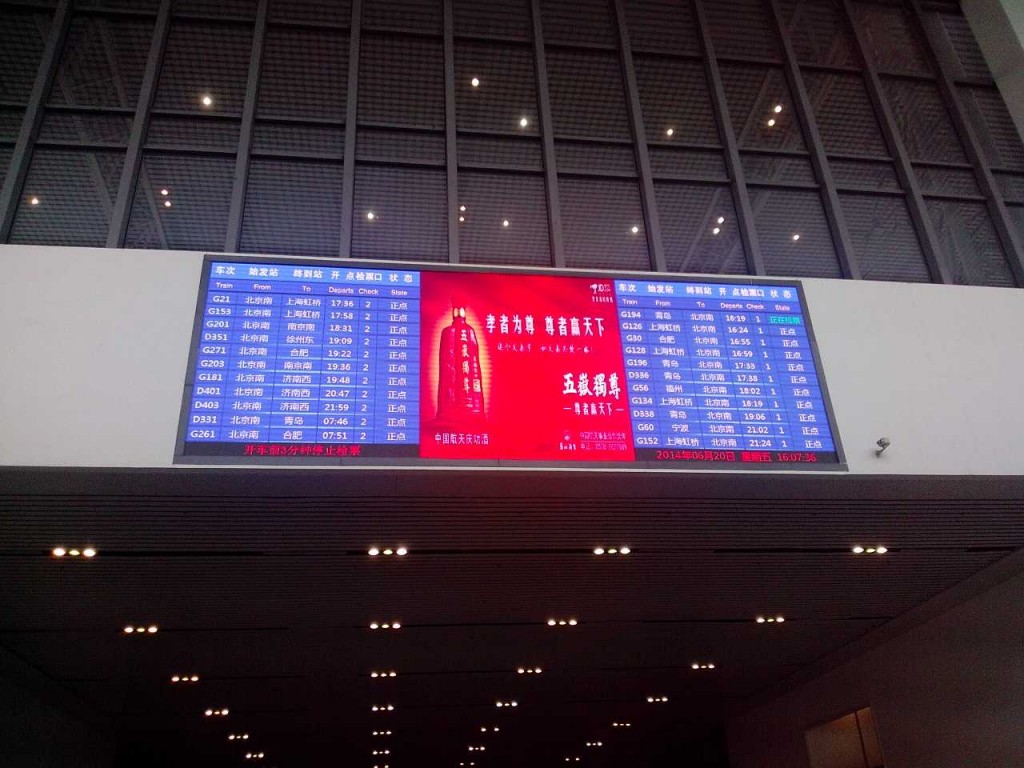 车次 始发站 终到站 开 点 检票口 状 态
Train From To Departs Check State
G21 北京南 上海虹桥 17:36 2 正点
G153 北京南 上海虹桥 17:58 2 正点
G201 北京南 南京南 18:31 2 正点
D351 北京南 徐州东 19:09 2 正点
G271 北京南 合肥 19:22 2 正点
G203 北京南 南京南 19:36 2 正点
G181 北京南 济南西 19:48 2 正点
D401 北京南 济南西 20:47 2 正点
D403 北京南 济南西 21:59 2 正点
D331 北京南 青岛 07:46 2 正点
G261 北京南 合肥 07:51 2 正点
开车前3分钟停止检票
孝者为尊 尊者赢天下
五嶽獨尊
五嶽獨尊
—尊者赢天下—
中国航天庆功酒
车次 始发站 终到站 开 点 检票口 状 态
Train From To Departs Check State
G194 青岛 北京南 16:19 1 正在检票
G126 上海虹桥 北京南 16:24 1 正点
G30 合肥 北京南 16:55 1 正点
G128 上海虹桥 北京南 16:59 1 正点
G196 青岛 北京南 17:33 1 正点
D336 青岛 北京南 17:38 1 正点
G56 福州 北京南 18:02 1 正点
G134 上海虹桥 北京南 18:19 1 正点
D338 青岛 北京南 19:06 1 正点
G60 宁波 北京南 21:02 1 正点
G152 上海虹桥 北京南 21:24 1 正点
2014年06月20日 星期五 16:07:36